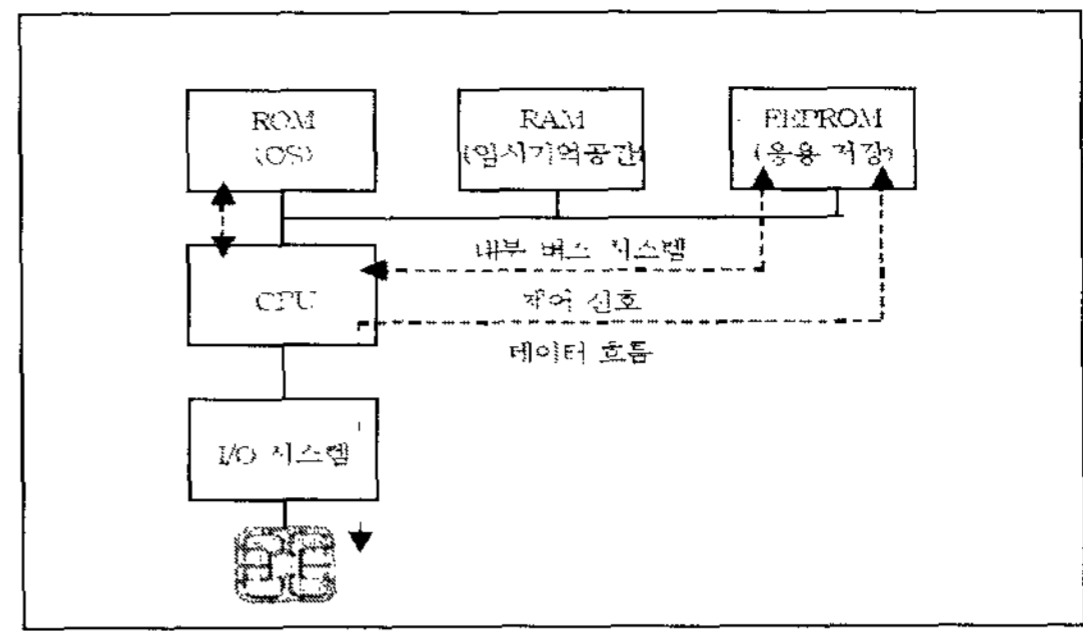 ROM
(OS)
RAM
(임시기억공간)
EEPROM
(응용 저장)
내부 버스 시스템
CPU
제어 신호
데이터 흐름
I/O 시스템